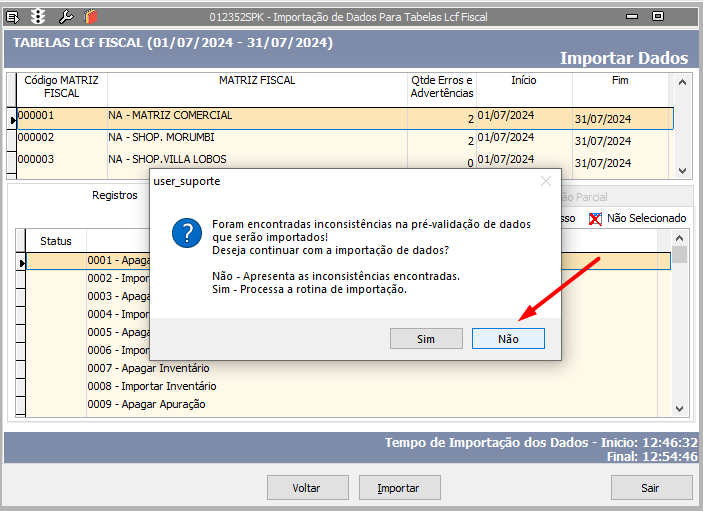 012352SPK - Importação de Dados Para Tabelas Lcf Fiscal
TABELAS LCF FISCAL (01/07/2024 - 31/07/2024)
Importar Dados
Código MATRIZ FISCAL
MATRIZ FISCAL
Qtde Erros e Advertências
Início
Fim
000001 NA - MATRIZ COMERCIAL 2 01/07/2024 31/07/2024
000002 NA - SHOP. MORUMBI 2 01/07/2024 31/07/2024
000003 NA - SHOP.VILLA LOBOS 0 01/07/2024 31/07/2024
user_suporte
Foram encontradas inconsistências na pré-validação de dados
que serão importados!
Deseja continuar com a importação de dados?
Não - Apresenta as inconsistências encontradas.
Sim - Processa a rotina de importação.
Sim
Não
Registros
ão Parcial
sso
Não Selecionado
Status
0001 - Apaga
0002 - Impor
0003 - Apaga
0004 - Impor
0005 - Apaga
0006 - Impor
0007 - Apagar Inventário
0008 - Importar Inventário
0009 - Apagar Apuração
Tempo de Importação dos Dados - Inicio: 12:46:32
Final: 12:54:46
Voltar
Importar
Sair